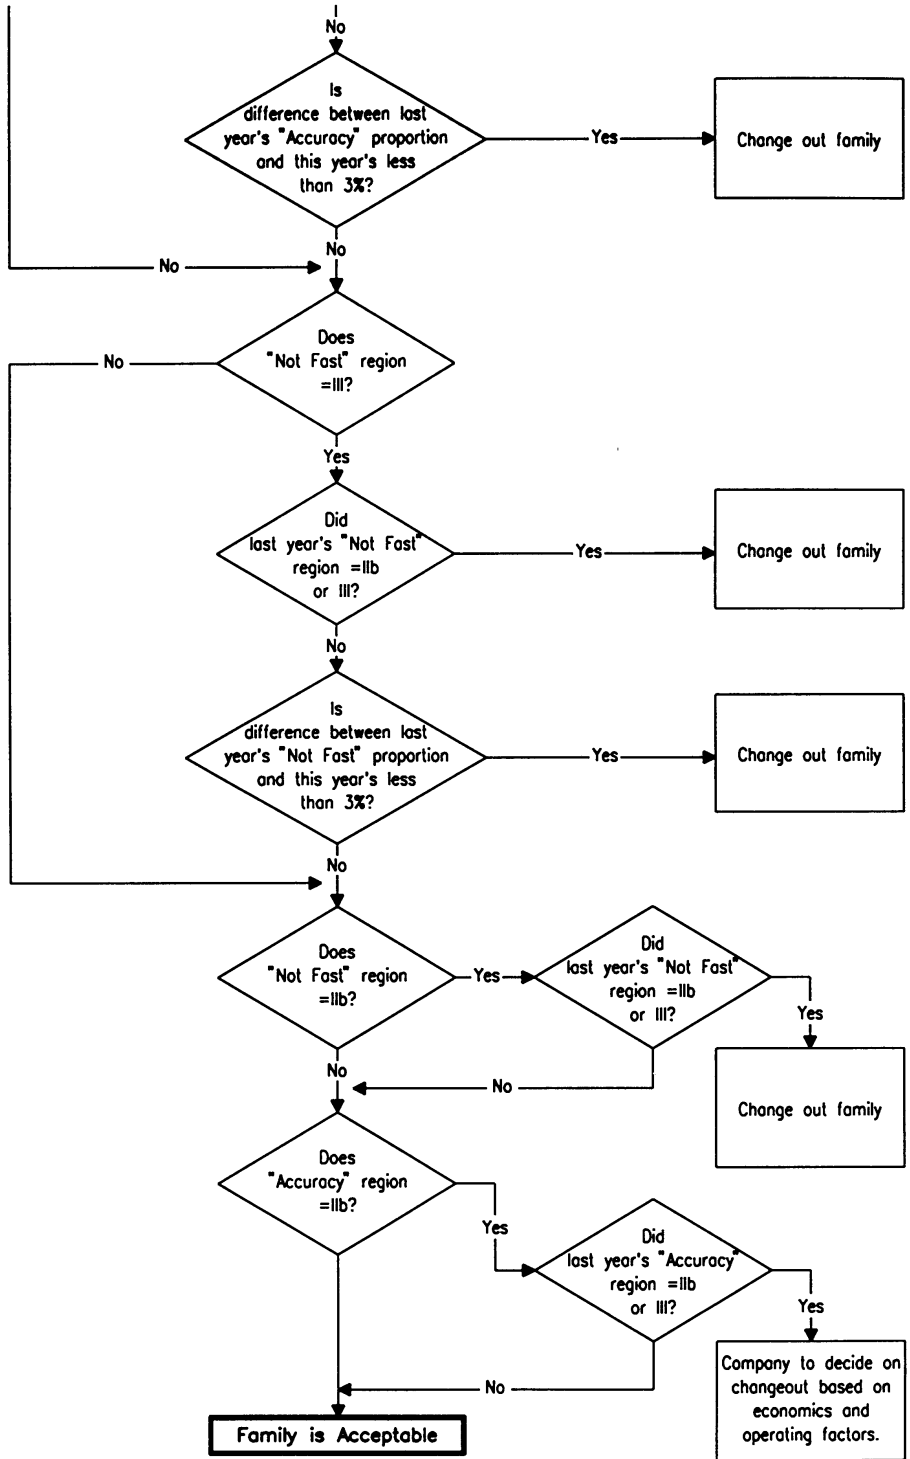 No
Is
difference between last
year's "Accuracy" proportion
and this year's less
than 3%?
Yes
Change out family
No
No
Does
"Not Fast" region
=III?
No
Yes
Did
last year's "Not Fast"
region =IIb
or III?
Yes
Change out family
No
Is
difference between last
year's "Not Fast" proportion
and this year's less
than 3%?
Yes
Change out family
No
Does
"Not Fast" region
=IIb?
Yes
Did
last year's "Not Fast"
region =IIb
or III?
Yes
Change out family
No
No
Does
"Accuracy" region
=IIb?
Yes
Did
last year's "Accuracy"
region =IIb
or III?
Yes
Company to decide on
changeout based on
economics and
operating factors.
No
Family is Acceptable